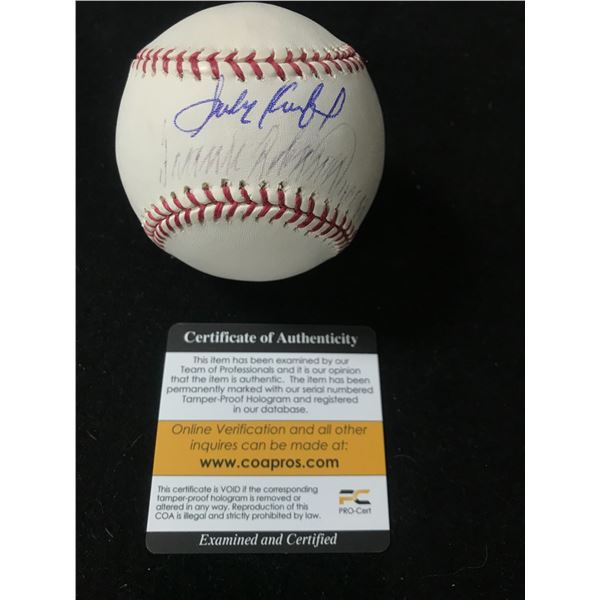 Certificate of Authenticity
This item has been examined by our
Team of Professionals and it is our opinion
that the item is authentic. The item has been
permanently marked with our serial numbered
Tamper-Proof Hologram and registered
in our database.
Online Verification and all other
inquires can be made at:
www.coapros.com
This certificate is VOID if the corresponding
tamper-proof hologram is removed or
altered in any way. Reproduction of this
COA is illegal and strictly prohibited by law.
PC
PRO-Cert
Examined and Certified